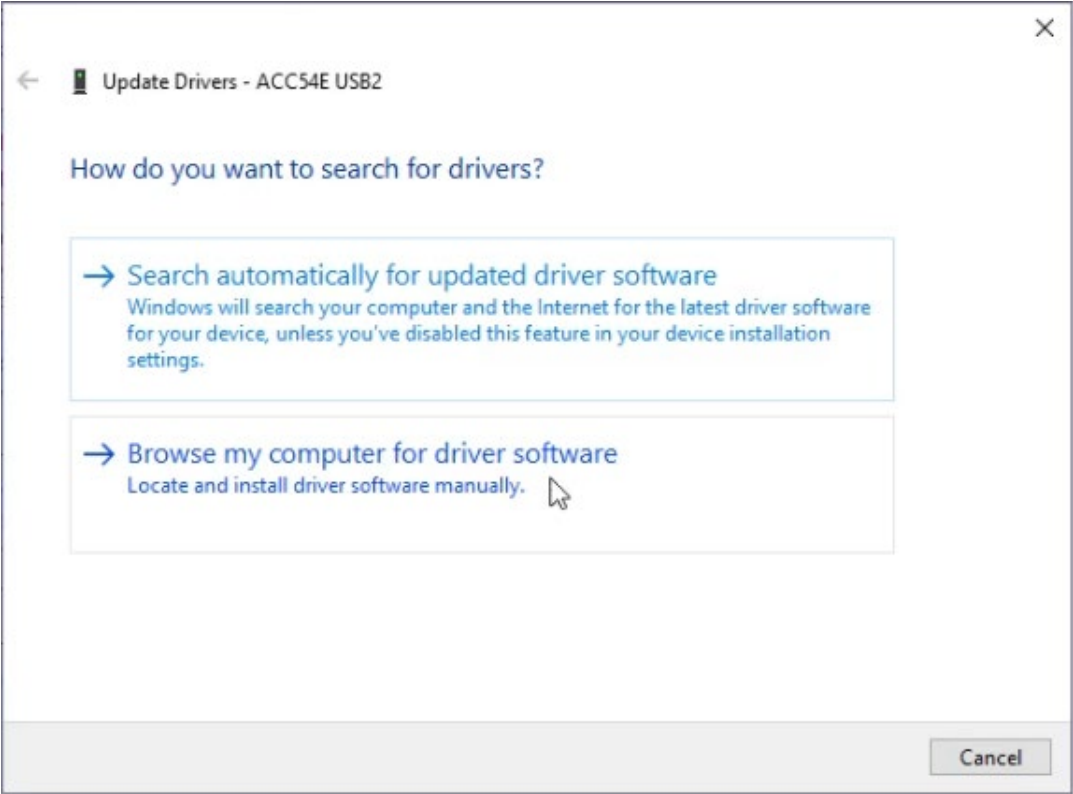 Update Drivers - ACC54E USB2
How do you want to search for drivers?
Search automatically for updated driver software
Windows will search your computer and the Internet for the latest driver software
for your device, unless you've disabled this feature in your device installation
settings.
Browse my computer for driver software
Locate and install driver software manually.
Cancel